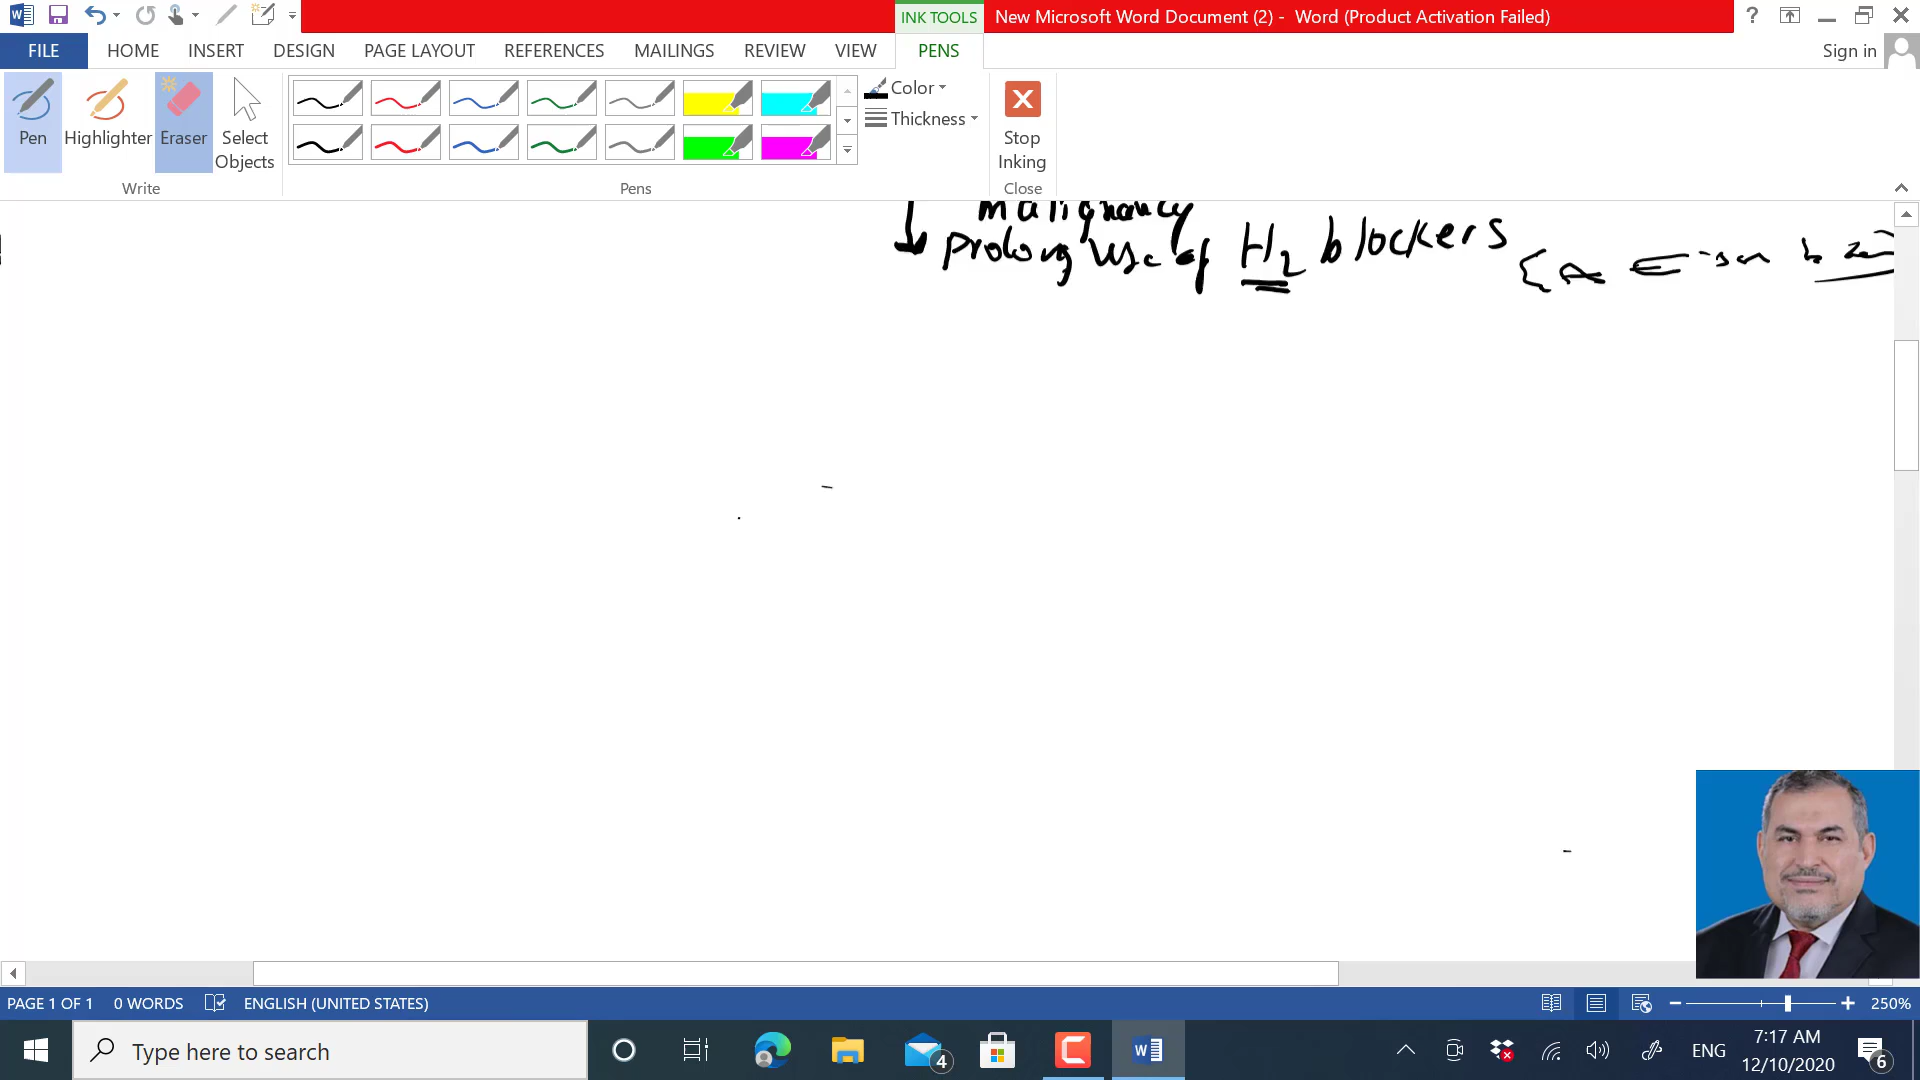 INK TOOLS
New Microsoft Word Document (2) - Word (Product Activation Failed)
FILE HOME INSERT DESIGN PAGE LAYOUT REFERENCES MAILINGS REVIEW VIEW PENS
Sign in
Pen Highlighter Eraser Select Objects
Color
Thickness
Stop Inking
Write Pens Close
malignancy
prolong use of H2 blockers
PAGE 1 OF 1 0 WORDS ENGLISH (UNITED STATES)
250%
Type here to search
4
ENG
7:17 AM
12/10/2020
6